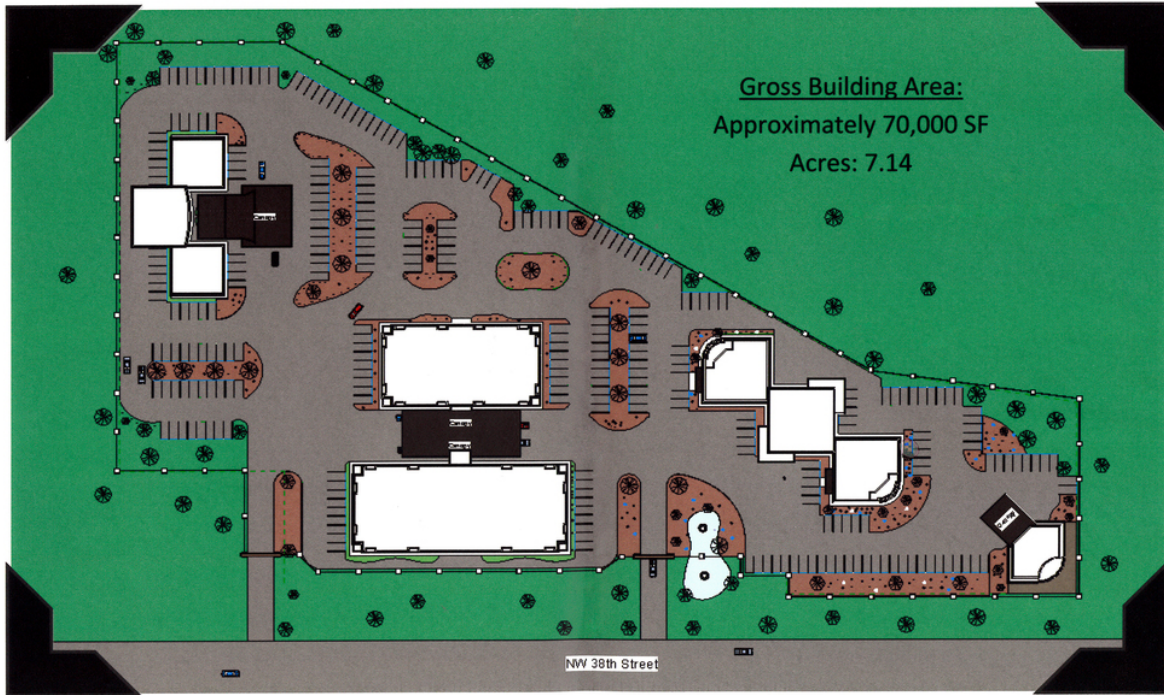 Gross Building Area:
Approximately 70,000 SF
Acres: 7.14
NW 38th Street